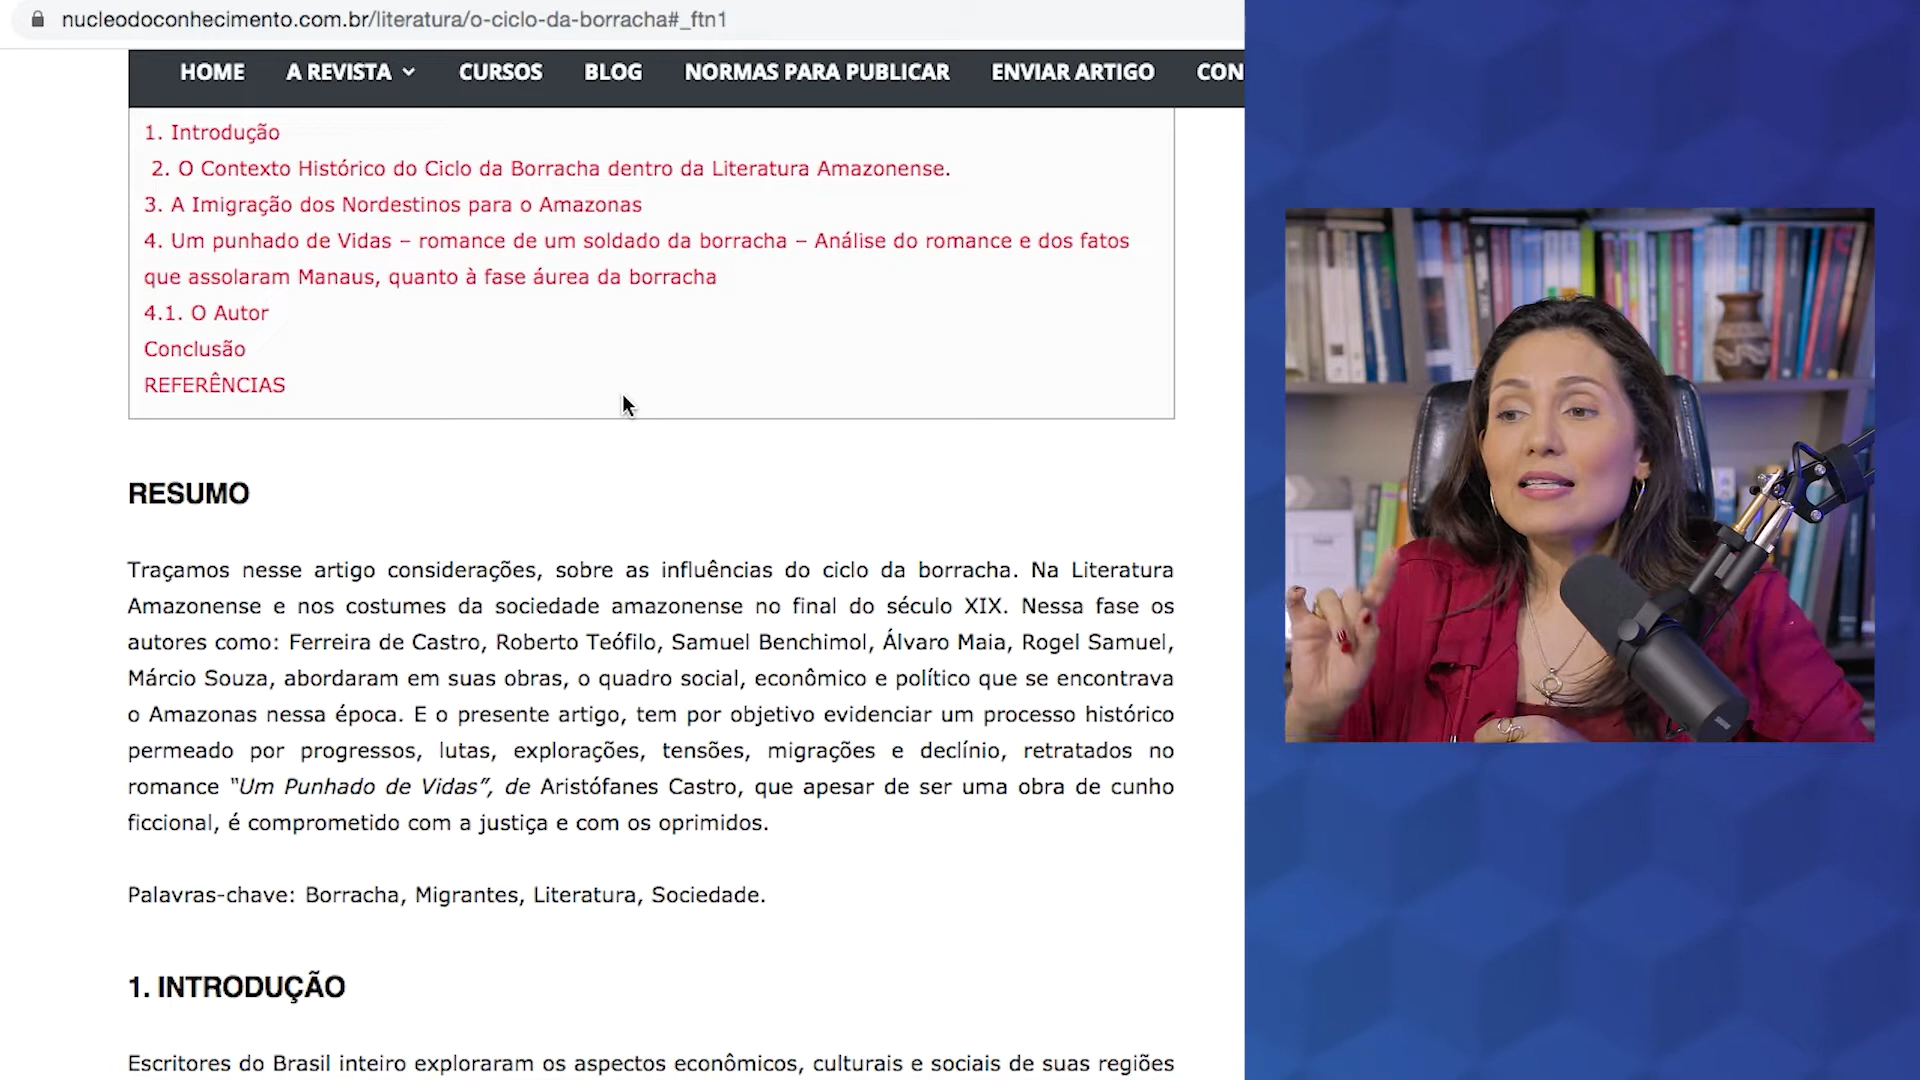 nucleodoconhecimento.com.br/literatura/o-ciclo-da-borracha#_ftn1
HOME A REVISTA CURSOS BLOG NORMAS PARA PUBLICAR ENVIAR ARTIGO CON
1. Introdução
2. O Contexto Histórico do Ciclo da Borracha dentro da Literatura Amazonense.
3. A Imigração dos Nordestinos para o Amazonas
4. Um punhado de Vidas – romance de um soldado da borracha – Análise do romance e dos fatos
que assolaram Manaus, quanto à fase áurea da borracha
4.1. O Autor
Conclusão
REFERÊNCIAS
RESUMO
Traçamos nesse artigo considerações, sobre as influências do ciclo da borracha. Na Literatura
Amazonense e nos costumes da sociedade amazonense no final do século XIX. Nessa fase os
autores como: Ferreira de Castro, Roberto Teófilo, Samuel Benchimol, Álvaro Maia, Rogel Samuel,
Márcio Souza, abordaram em suas obras, o quadro social, econômico e político que se encontrava
o Amazonas nessa época. E o presente artigo, tem por objetivo evidenciar um processo histórico
permeado por progressos, lutas, explorações, tensões, migrações e declínio, retratados no
romance “Um Punhado de Vidas”, de Aristófanes Castro, que apesar de ser uma obra de cunho
ficcional, é comprometido com a justiça e com os oprimidos.
Palavras-chave: Borracha, Migrantes, Literatura, Sociedade.
1. INTRODUÇÃO
Escritores do Brasil inteiro exploraram os aspectos econômicos, culturais e sociais de suas regiões